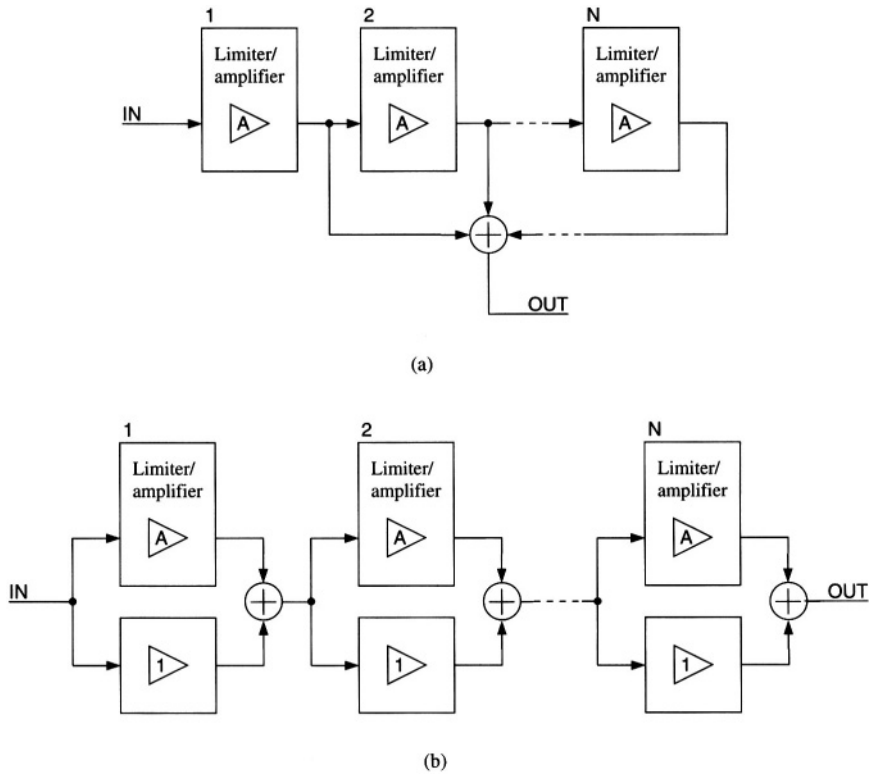 1
2
N
Limiter/
amplifier
Limiter/
amplifier
Limiter/
amplifier
IN
A
A
A
OUT
(a)
1
2
N
Limiter/
amplifier
Limiter/
amplifier
Limiter/
amplifier
A
A
A
IN
OUT
1
1
1
(b)